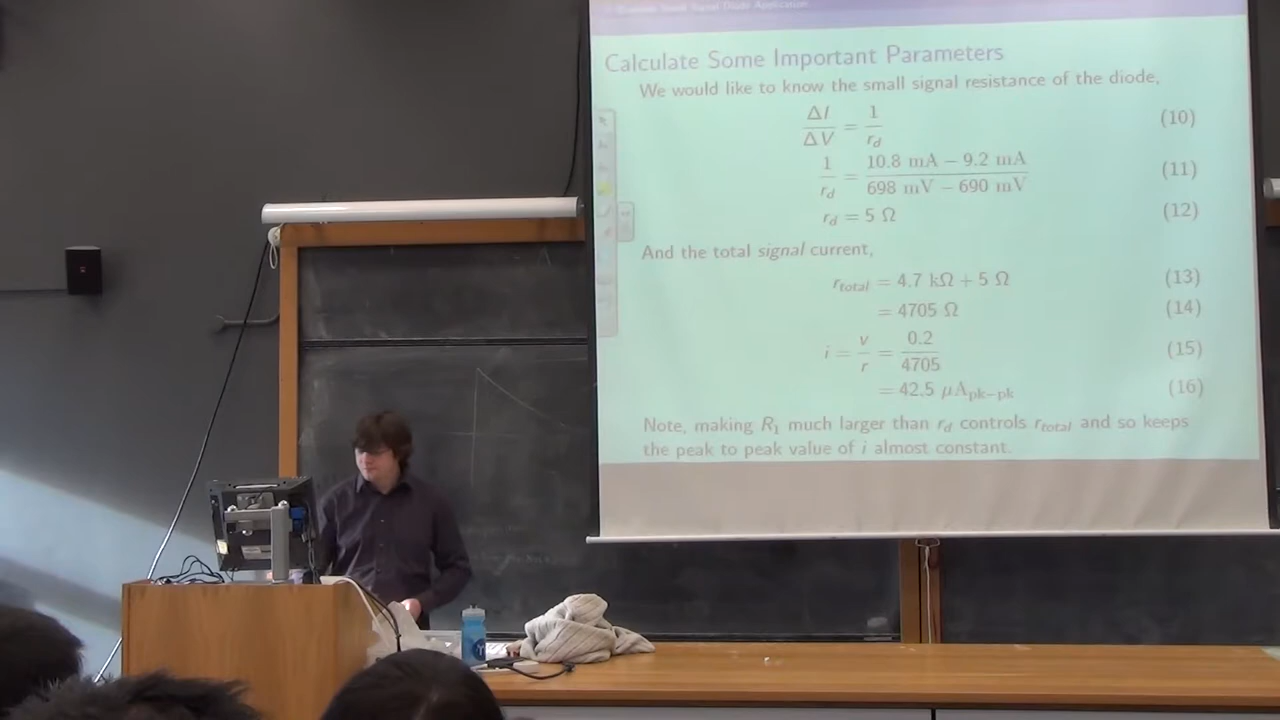 Small Signal Diode Application
Calculate Some Important Parameters
We would like to know the small signal resistance of the diode,
ΔI/ΔV = 1/r_d (10)
1/r_d = (10.8 mA − 9.2 mA)/(698 mV − 690 mV) (11)
r_d = 5 Ω (12)
And the total signal current,
r_total = 4.7 kΩ + 5 Ω (13)
= 4705 Ω (14)
i = v/r = 0.2/4705 (15)
= 42.5 μA_pk−pk (16)
Note, making R_1 much larger than r_d controls r_total and so keeps
the peak to peak value of i almost constant.